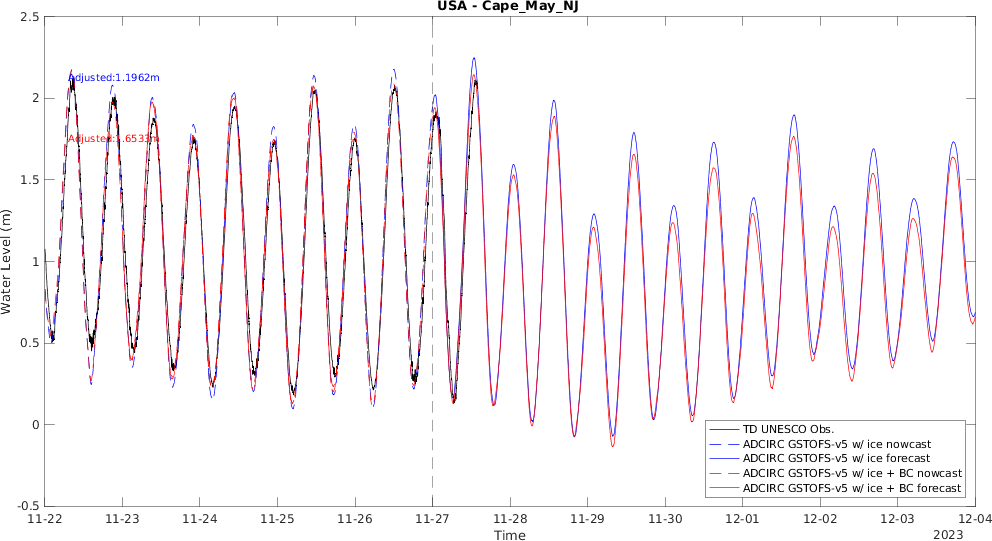 USA - Cape_May_NJ
2.5
2
1.5
1
0.5
0
-0.5
Water Level (m)
Adjusted:1.1962m
Adjusted:1.6533m
TD UNESCO Obs.
ADCIRC GSTOFS-v5 w/ ice nowcast
ADCIRC GSTOFS-v5 w/ ice forecast
ADCIRC GSTOFS-v5 w/ ice + BC nowcast
ADCIRC GSTOFS-v5 w/ ice + BC forecast
11-22 11-23 11-24 11-25 11-26 11-27 11-28 11-29 11-30 12-01 12-02 12-03 12-04
Time
2023